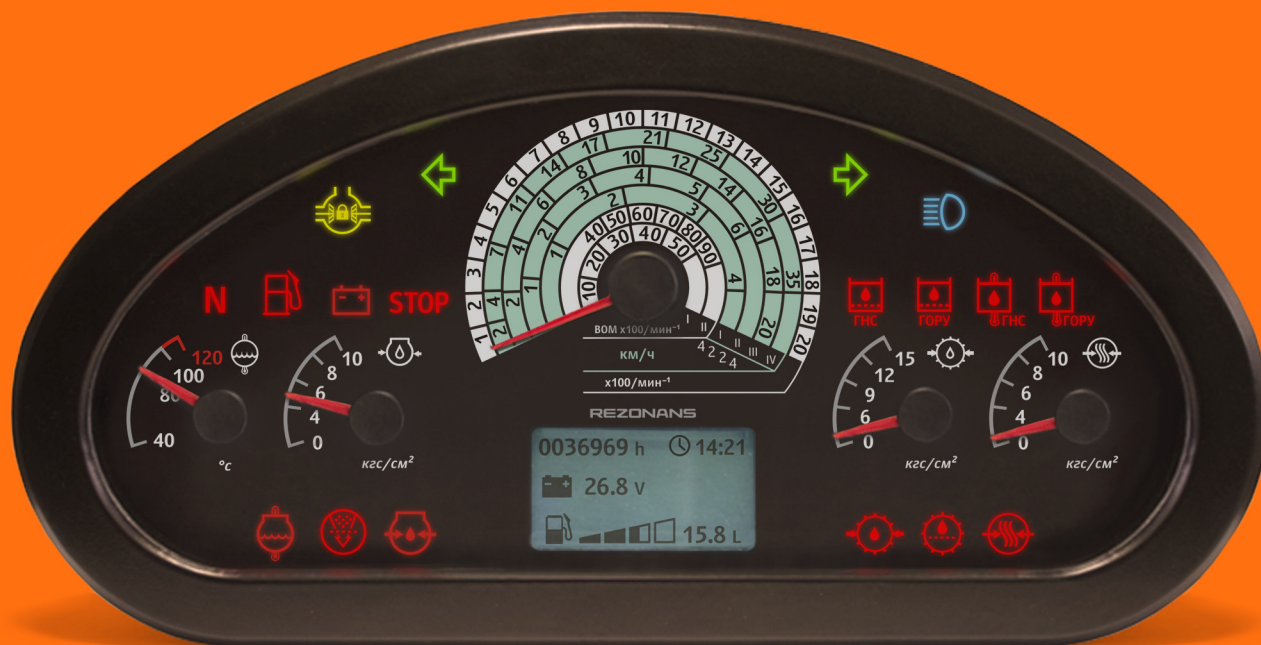 1 2 3 4 5 6 7 8 9 10 11 12 13 14 15 16 17 18 19 20
2 4 7 11 14 17 21 25 30 35
2 4 6 8 10 12 14 16 18 20
1 2 3 4 5 6 4
1 2 3
40 50 60 70 80 90
10 20 30 40 50
N
STOP
ГНС
ГОРУ
ГНС
ГОРУ
ВОМ x100/мин⁻¹
I II
I II III IV
км/ч
4 2 2 4
x100/мин⁻¹
120
100
80
40
°C
10
8
6
4
0
кгс/см²
15
12
9
6
0
кгс/см²
10
8
6
4
0
кгс/см²
REZONANS
0036969 h 14:21
26.8 V
15.8 L